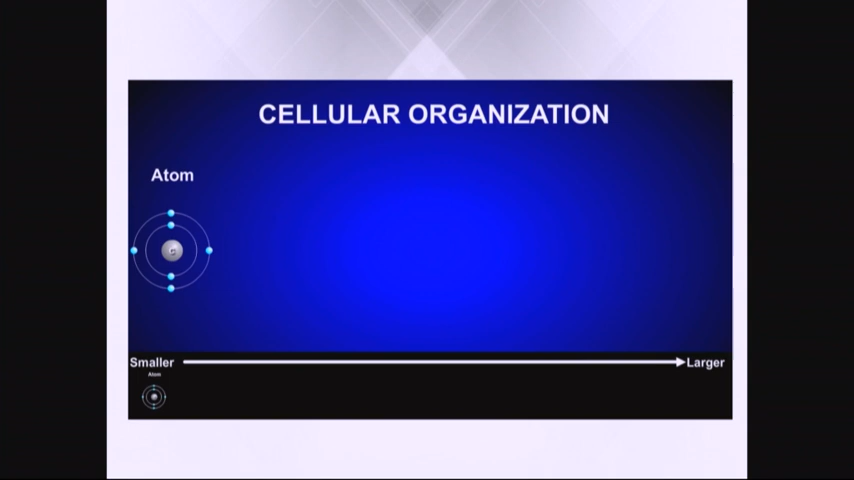 CELLULAR ORGANIZATION
Atom
Smaller
Larger
Atom